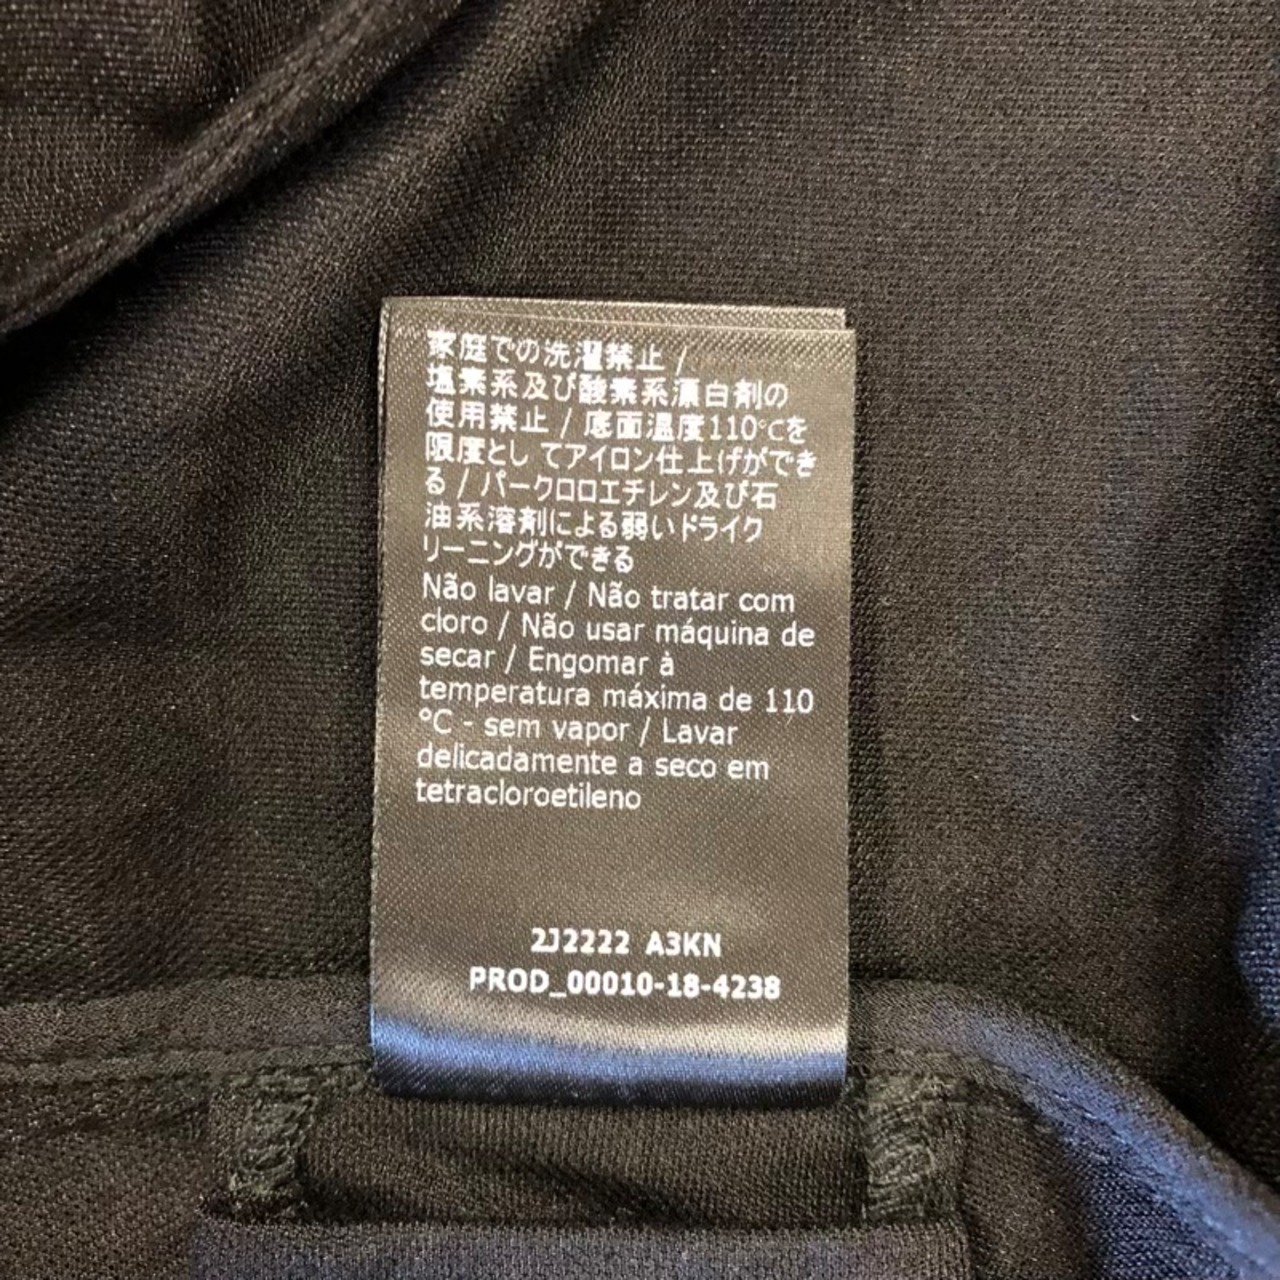 家庭での洗濯禁止 /
塩素系及び酸素系漂白剤の
使用禁止 / 底面温度110℃を
限度とし てアイロン仕上げができ
る / パークロロエチレン及び石
油系溶剤による弱いドライク
リーニングができる
Não lavar / Não tratar com
cloro / Não usar máquina de
secar / Engomar à
temperatura máxima de 110
°C - sem vapor / Lavar
delicadamente a seco em
tetracloroetileno
2J2222 A3KN
PROD_00010-18-4238